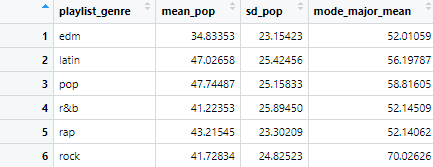 playlist_genre mean_pop sd_pop mode_major_mean
1 edm 34.83353 23.15423 52.01059
2 latin 47.02658 25.42456 56.19787
3 pop 47.74487 25.15833 58.81605
4 r&b 41.22353 25.89450 52.14509
5 rap 43.21545 23.30209 52.14062
6 rock 41.72834 24.82523 70.02626